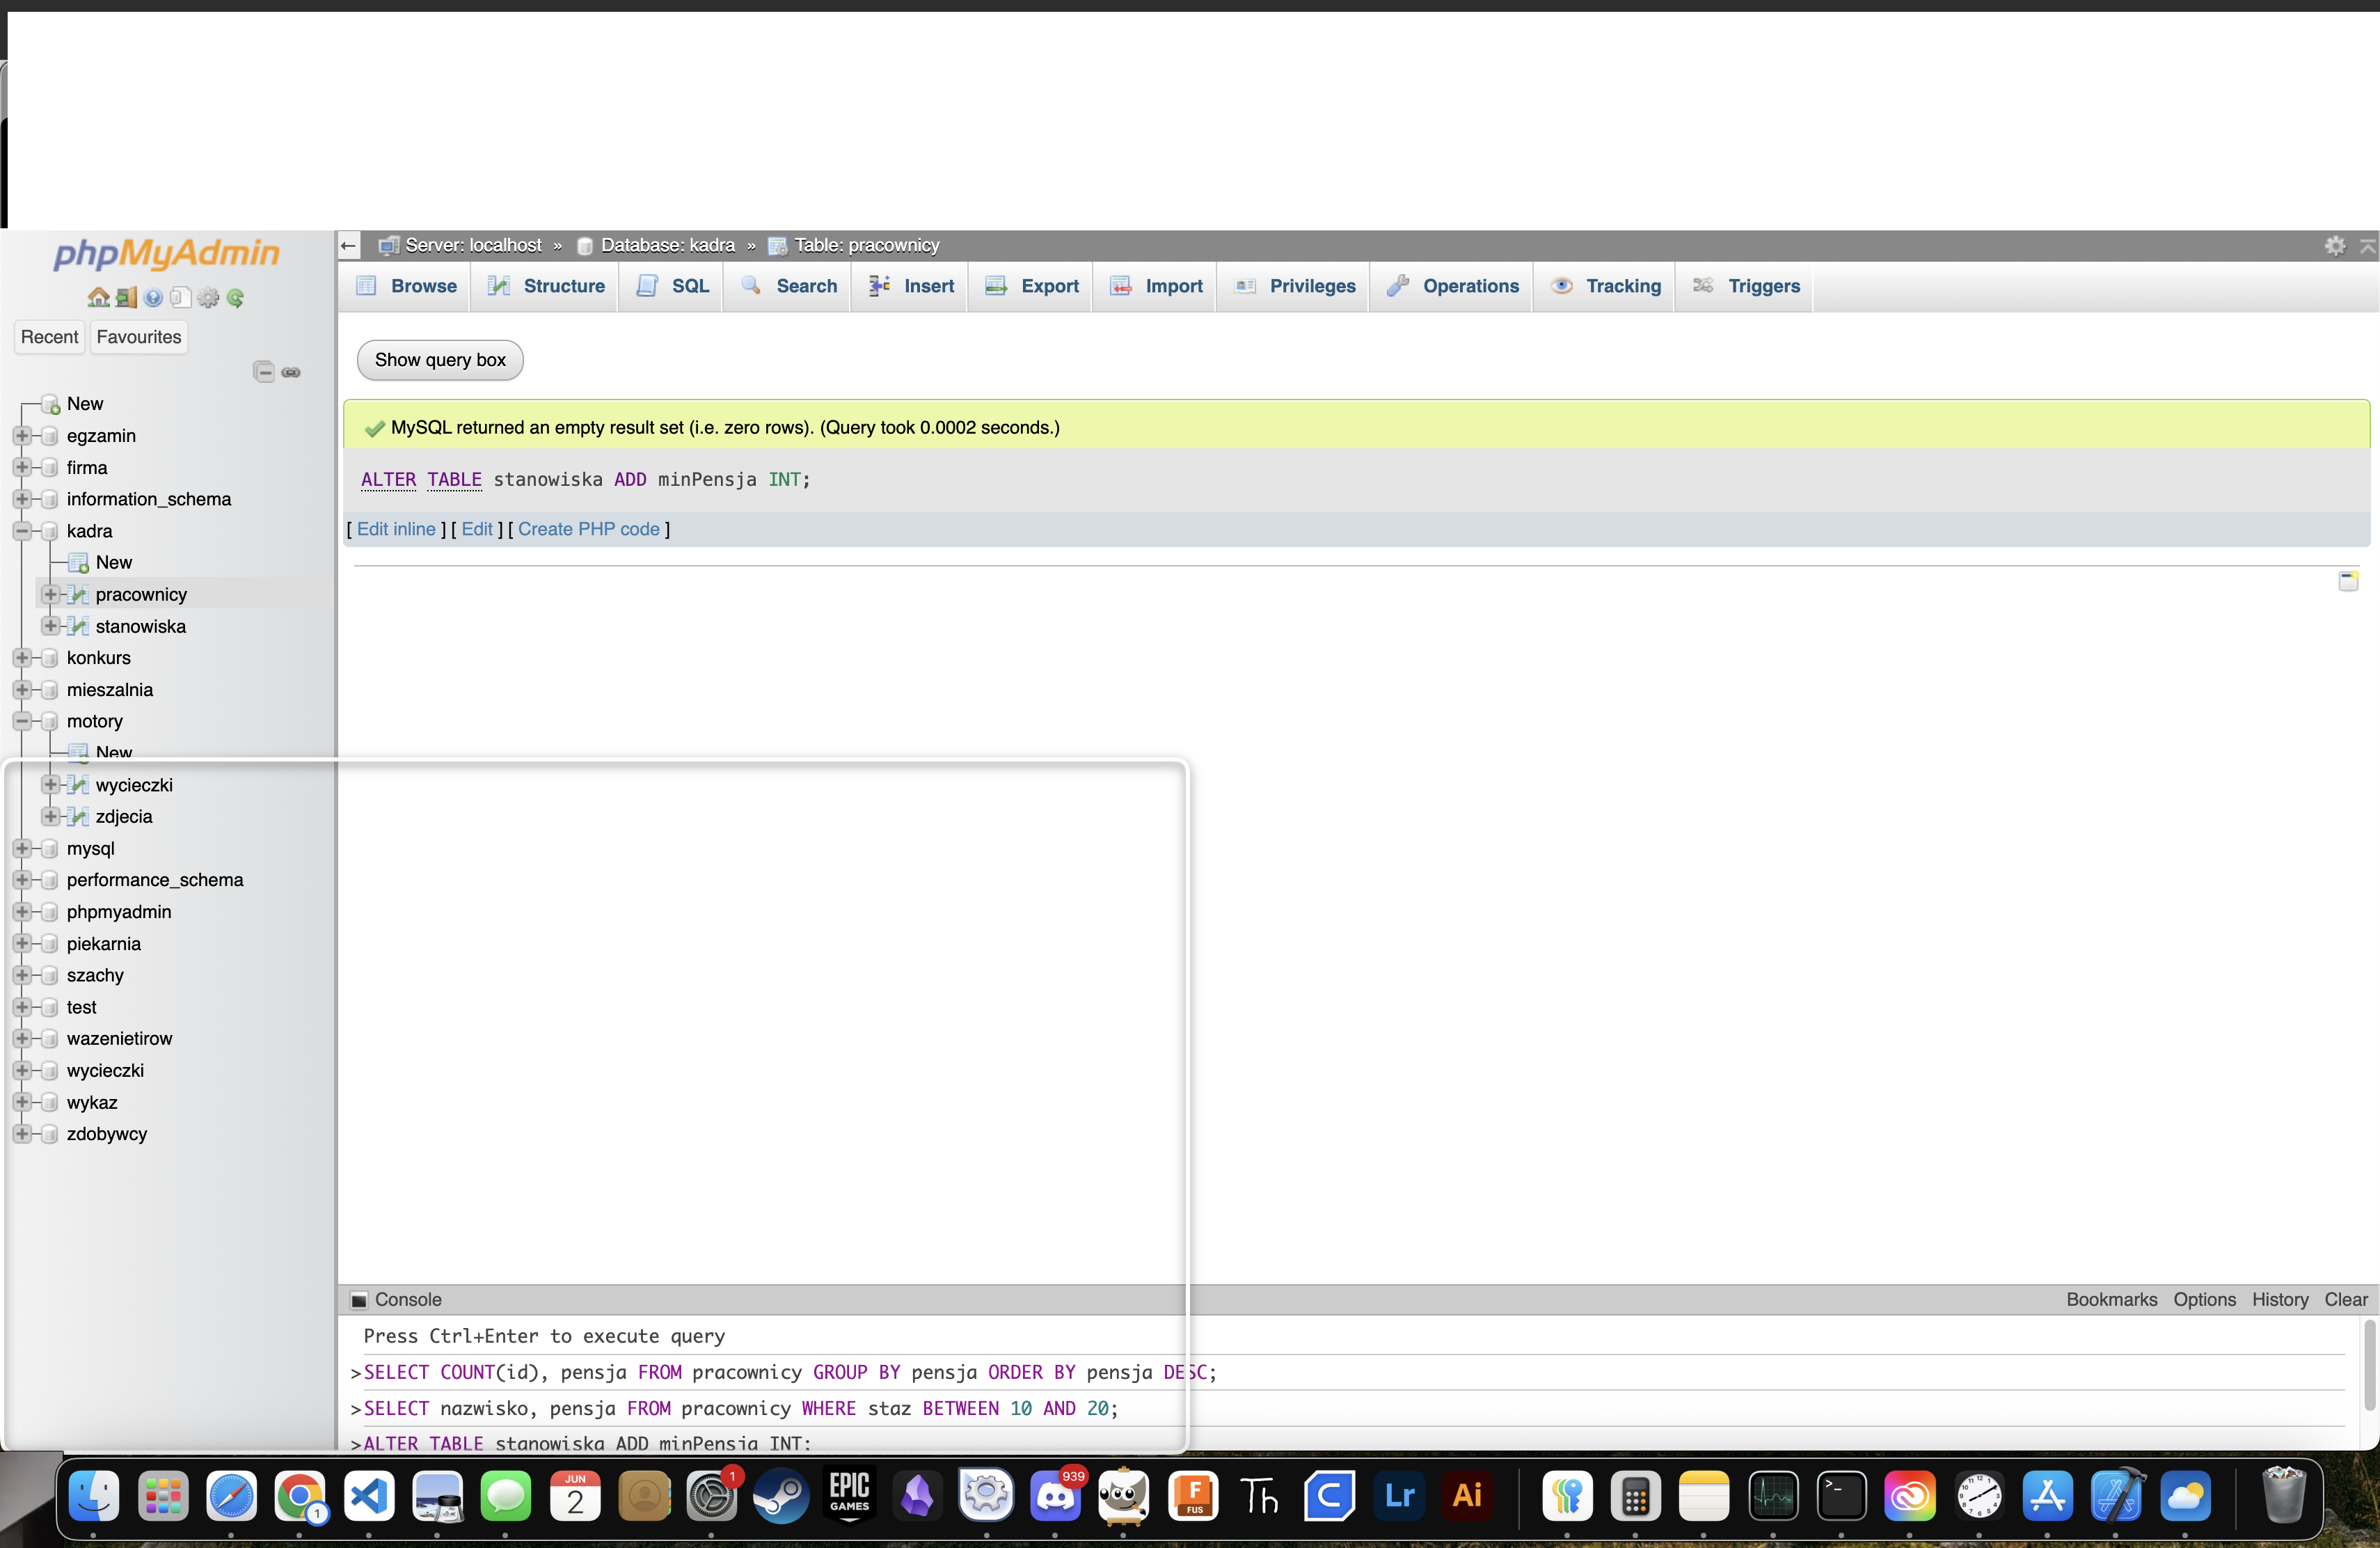 phpMyAdmin
Recent Favourites
New
egzamin
firma
information_schema
kadra
New
pracownicy
stanowiska
konkurs
mieszalnia
motory
New
wycieczki
zdjecia
mysql
performance_schema
phpmyadmin
piekarnia
szachy
test
wazenietirow
wycieczki
wykaz
zdobywcy
← Server: localhost » Database: kadra » Table: pracownicy
Browse Structure SQL Search Insert Export Import Privileges Operations Tracking Triggers
Show query box
MySQL returned an empty result set (i.e. zero rows). (Query took 0.0002 seconds.)
ALTER TABLE stanowiska ADD minPensja INT;
[ Edit inline ] [ Edit ] [ Create PHP code ]
Console Bookmarks Options History Clear
Press Ctrl+Enter to execute query
>SELECT COUNT(id), pensja FROM pracownicy GROUP BY pensja ORDER BY pensja DESC;
>SELECT nazwisko, pensja FROM pracownicy WHERE staz BETWEEN 10 AND 20;
>ALTER TABLE stanowiska ADD minPensja INT;
1 JUN 2 1 EPIC GAMES 939 F FUS Th C Lr Ai >_